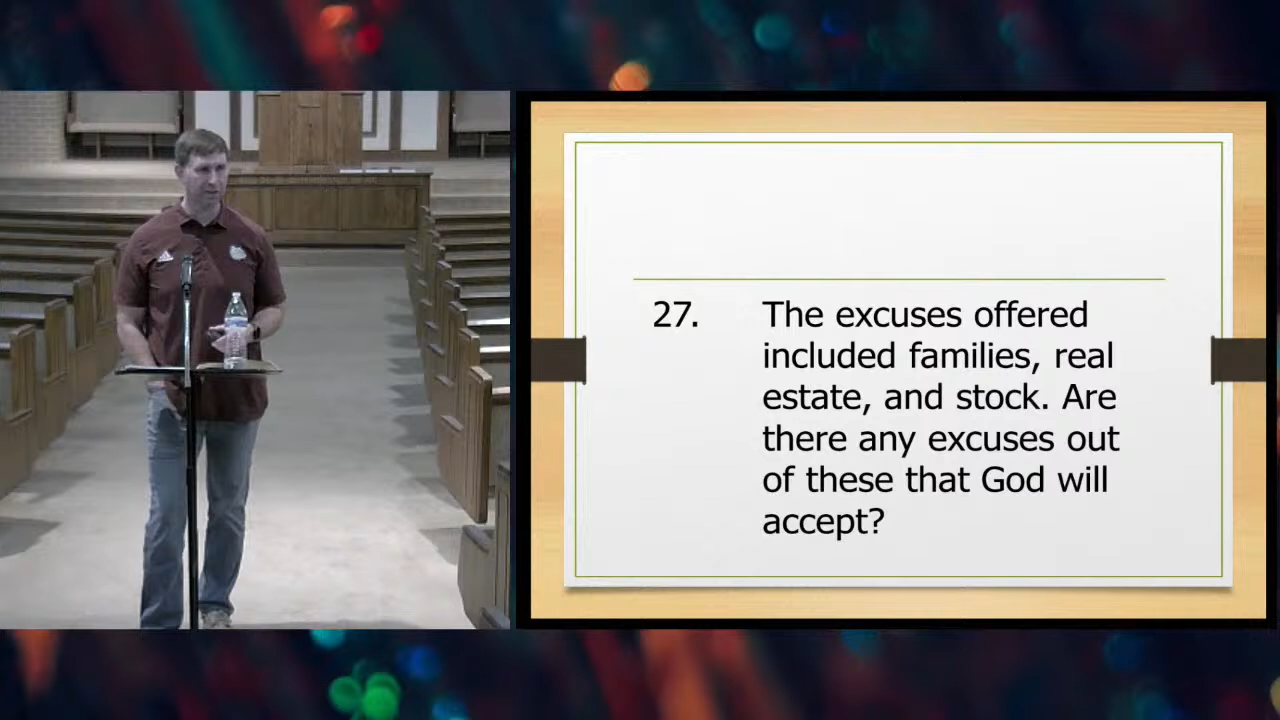 27. The excuses offered
included families, real
estate, and stock. Are
there any excuses out
of these that God will
accept?